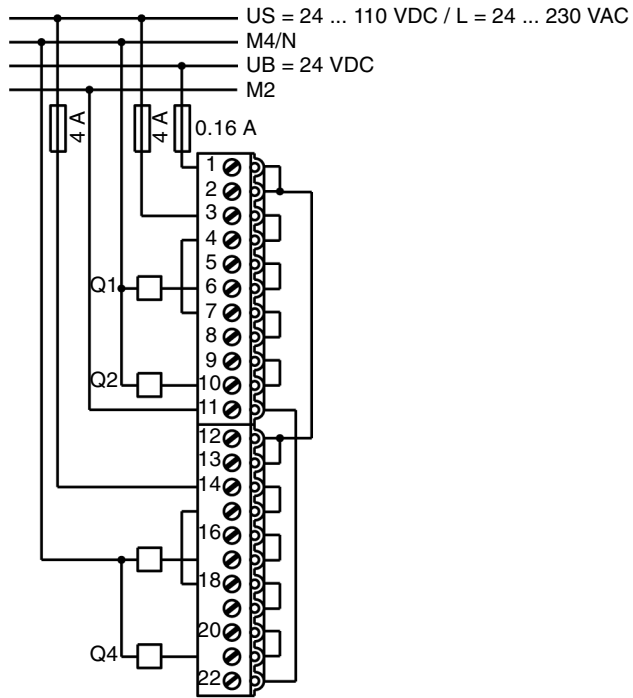 US = 24 ... 110 VDC / L = 24 ... 230 VAC
M4/N
UB = 24 VDC
M2
4 A
4 A
0.16 A
1
2
3
4
5
Q1
6
7
8
9
Q2
10
11
12
13
14
16
18
20
Q4
22